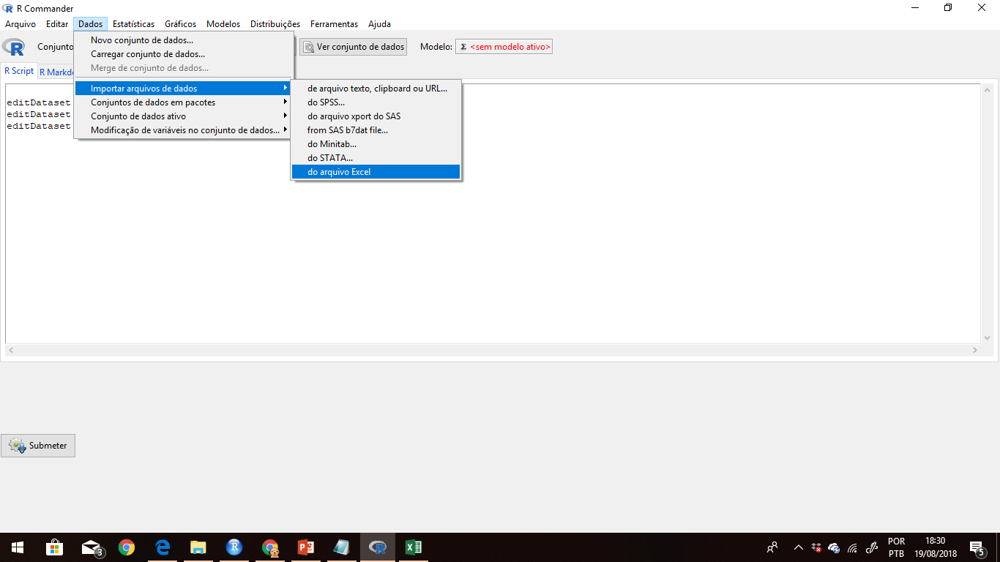 R Commander
Arquivo Editar Dados Estatísticas Gráficos Modelos Distribuições Ferramentas Ajuda
Conjunto
Ver conjunto de dados
Modelo: Σ <sem modelo ativo>
R Script
R Markdo
Novo conjunto de dados...
Carregar conjunto de dados...
Merge de conjunto de dados...
Importar arquivos de dados
Conjuntos de dados em pacotes
Conjunto de dados ativo
Modificação de variáveis no conjunto de dados...
de arquivo texto, clipboard ou URL...
do SPSS...
do arquivo xport do SAS
from SAS b7dat file...
do Minitab...
do STATA...
do arquivo Excel
editDataset
editDataset
editDataset
Submeter
3
POR
PTB
18:30
19/08/2018
5